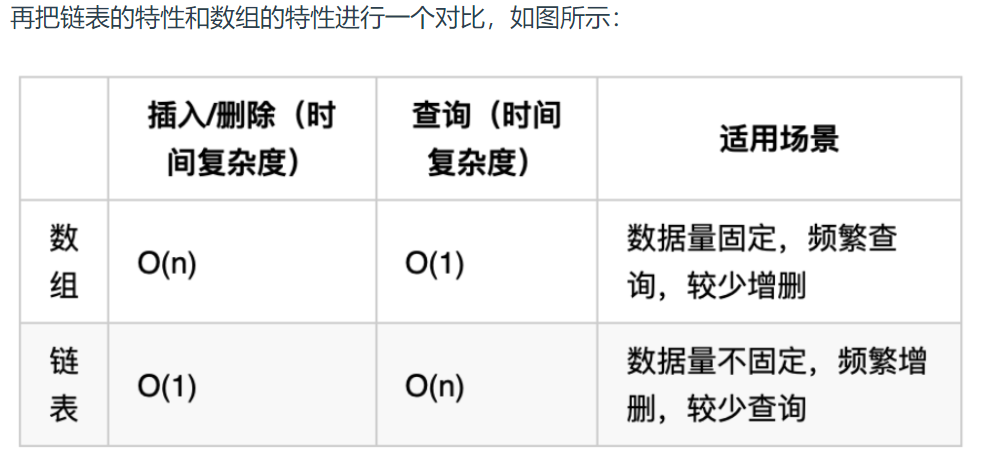 再把链表的特性和数组的特性进行一个对比，如图所示：
插入/删除（时
间复杂度）
查询（时间
复杂度）
适用场景
数
组
O(n)
O(1)
数据量固定，频繁查
询，较少增删
链
表
O(1)
O(n)
数据量不固定，频繁增
删，较少查询